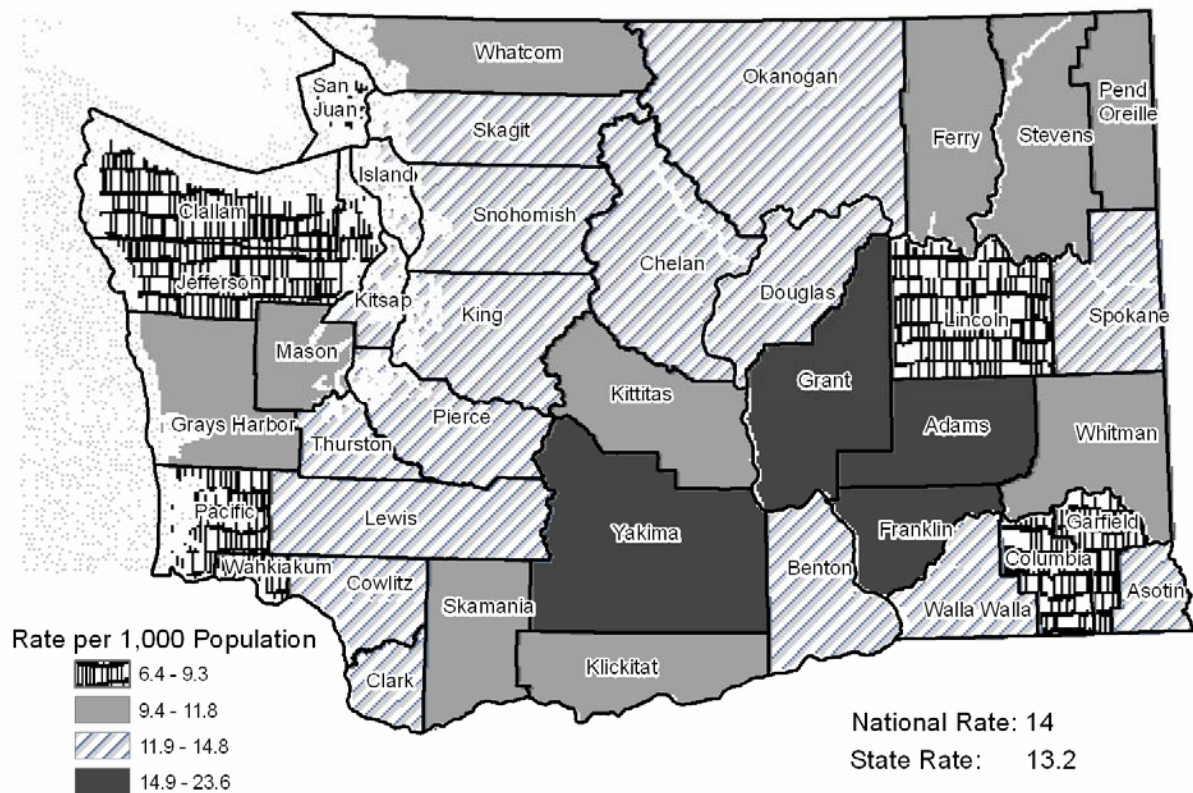 Whatcom
San
Juan
Okanogan
Pend
Oreille
Ferry
Stevens
Skagit
Island
Clallam
Snohomish
Chelan
Jefferson
Kitsap
King
Douglas
Lincoln
Spokane
Mason
Grant
Kittitas
Grays Harbor
Pierce
Adams
Whitman
Thurston
Pacific
Lewis
Yakima
Franklin
Garfield
Wahkiakum
Cowlitz
Benton
Columbia
Asotin
Skamania
Walla Walla
Klickitat
Clark
Rate per 1,000 Population
6.4 - 9.3
9.4 - 11.8
11.9 - 14.8
14.9 - 23.6
National Rate: 14
State Rate: 13.2